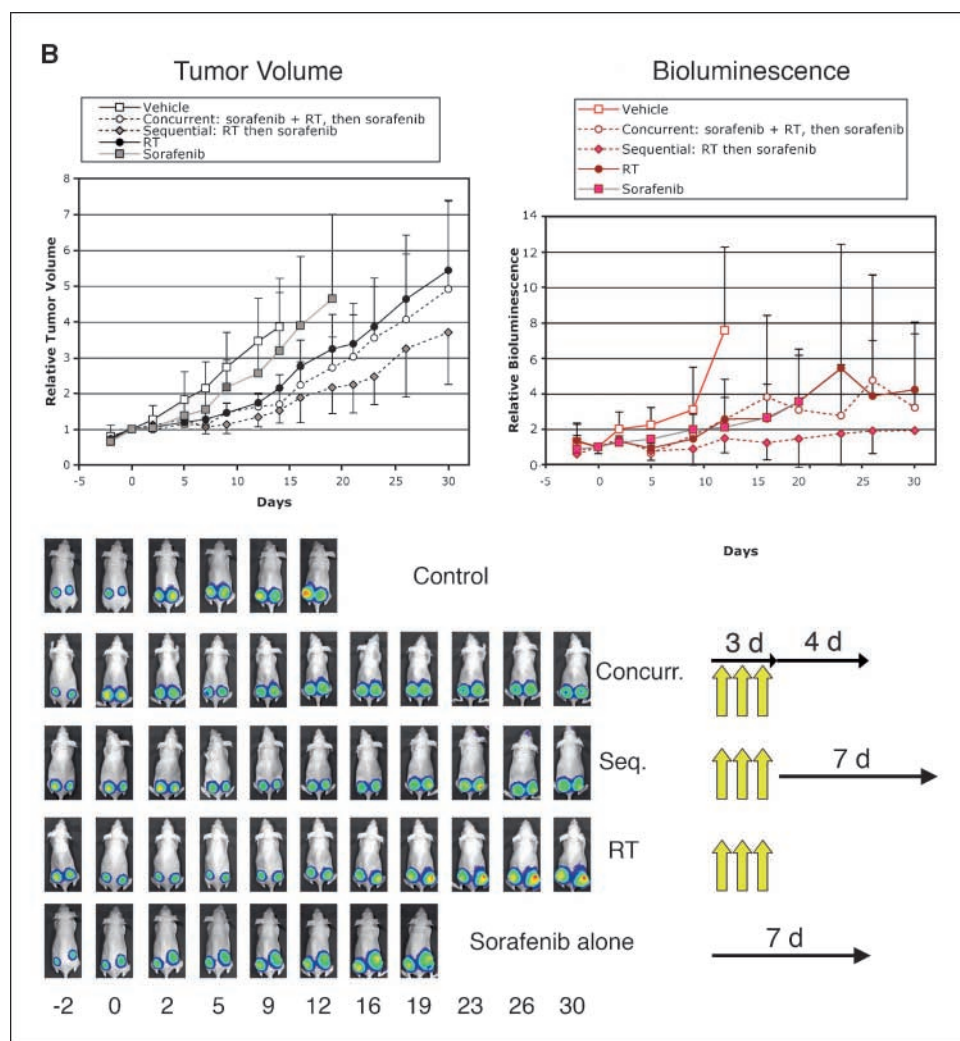 B
Tumor Volume
Vehicle
Concurrent: sorafenib + RT, then sorafenib
Sequential: RT then sorafenib
RT
Sorafenib
8
7
6
5
4
3
2
1
0
Relative Tumor Volume
-5 0 5 10 15 20 25 30
Days
Bioluminescence
Vehicle
Concurrent: sorafenib + RT, then sorafenib
Sequential: RT then sorafenib
RT
Sorafenib
14
12
10
8
6
4
2
0
Relative Bioluminescence
-5 0 5 10 15 20 25 30
Days
Control
Concurr.
3 d 4 d
Seq.
7 d
RT
Sorafenib alone
7 d
-2 0 2 5 9 12 16 19 23 26 30